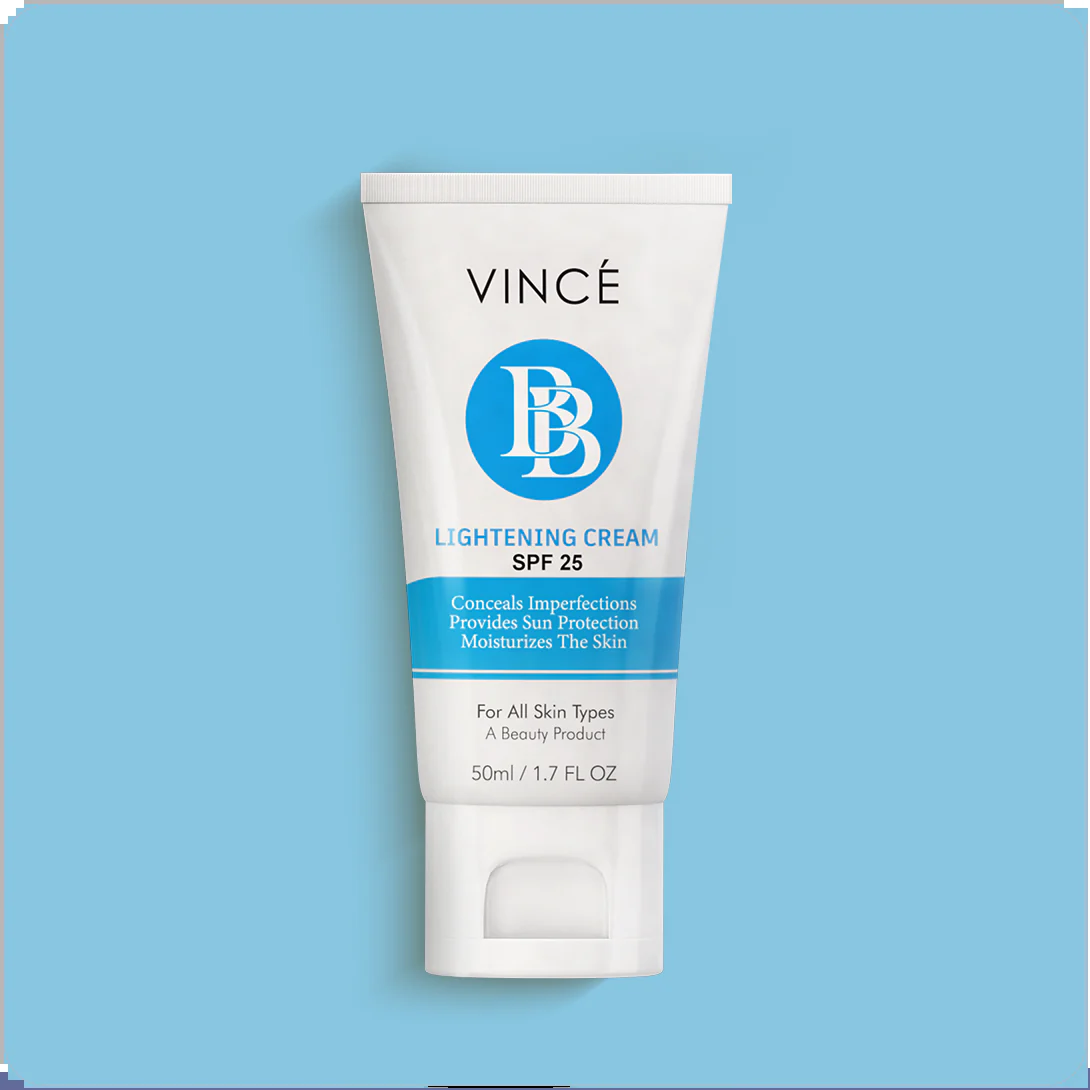 VINCÉ
BB
LIGHTENING CREAM
SPF 25
Conceals Imperfections
Provides Sun Protection
Moisturizes The Skin
For All Skin Types
A Beauty Product
50ml / 1.7 FL OZ